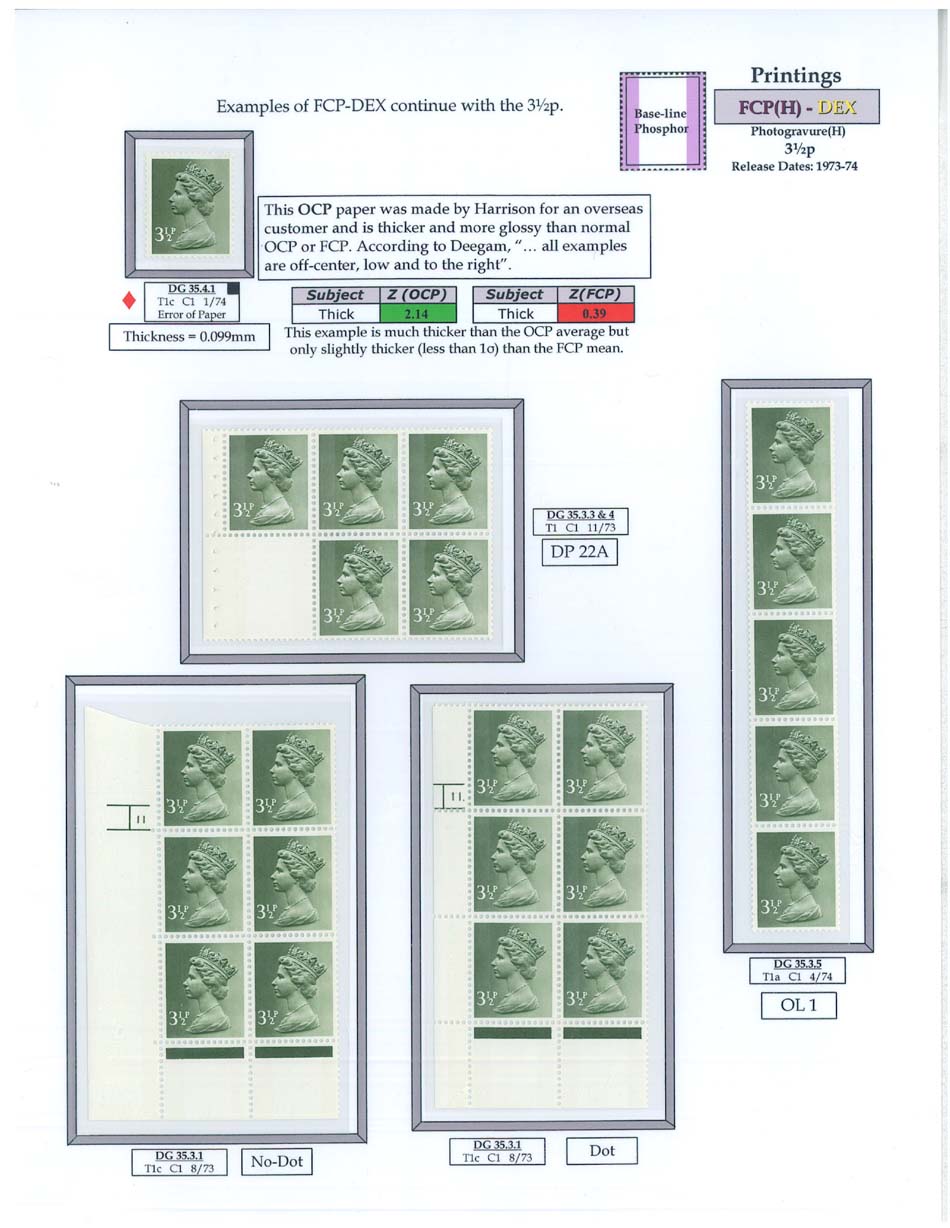 Printings
Examples of FCP-DEX continue with the 3½p.
Base-line
Phosphor
FCP(H) - DEX
Photogravure(H)
3½p
Release Dates: 1973-74
3½P
This OCP paper was made by Harrison for an overseas
customer and is thicker and more glossy than normal
OCP or FCP. According to Deegam, “… all examples
are off-center, low and to the right”.
DG 35.4.1
T1c C1 1/74
Error of Paper
Thickness = 0.099mm
Subject Z (OCP)
Thick 2.14
Subject Z(FCP)
Thick 0.39
This example is much thicker than the OCP average but
only slightly thicker (less than 1σ) than the FCP mean.
3½P 3½P 3½P
3½P 3½P
DG 35.3.3 & 4
T1 C1 11/73
DP 22A
3½P
3½P
3½P
3½P
3½P
DG 35.3.5
T1a C1 4/74
OL 1
3½P 3½P
11
3½P 3½P
3½P 3½P
DG 35.3.1
T1c C1 8/73
No-Dot
3½P 3½P
11.
3½P 3½P
3½P 3½P
DG 35.3.1
T1c C1 8/73
Dot